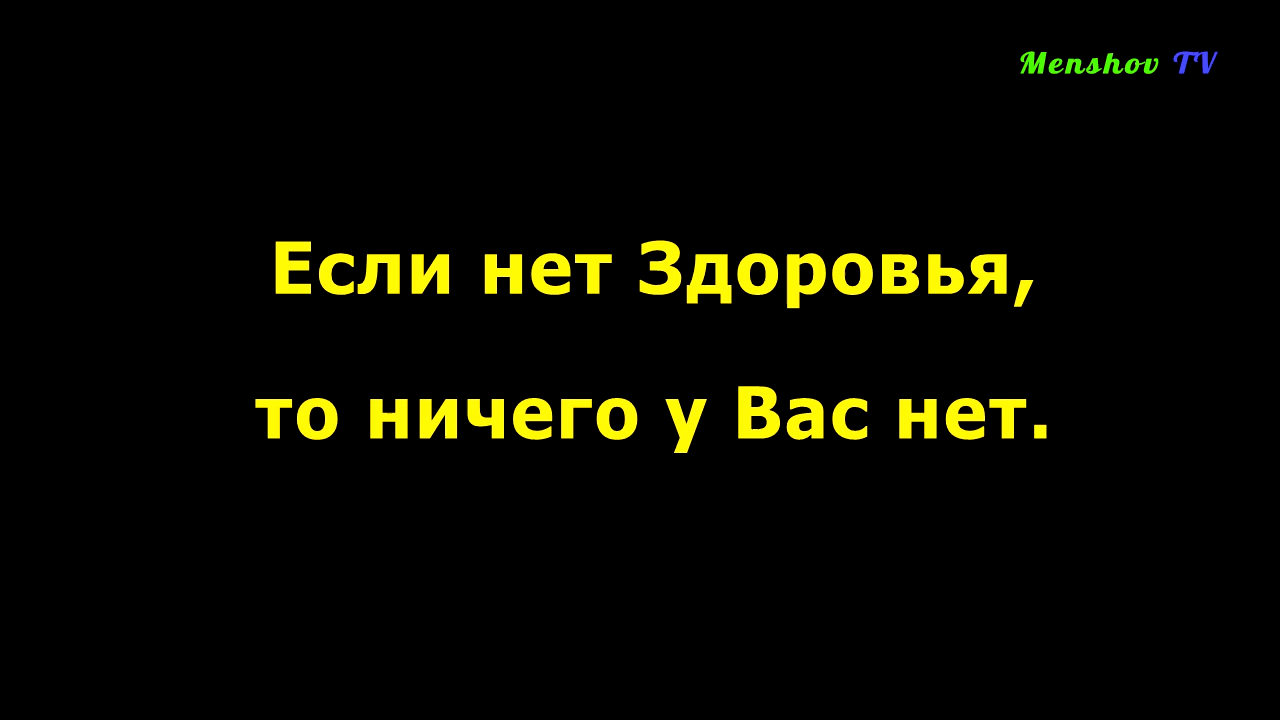 Menshov TV
Если нет Здоровья,
то ничего у Вас нет.